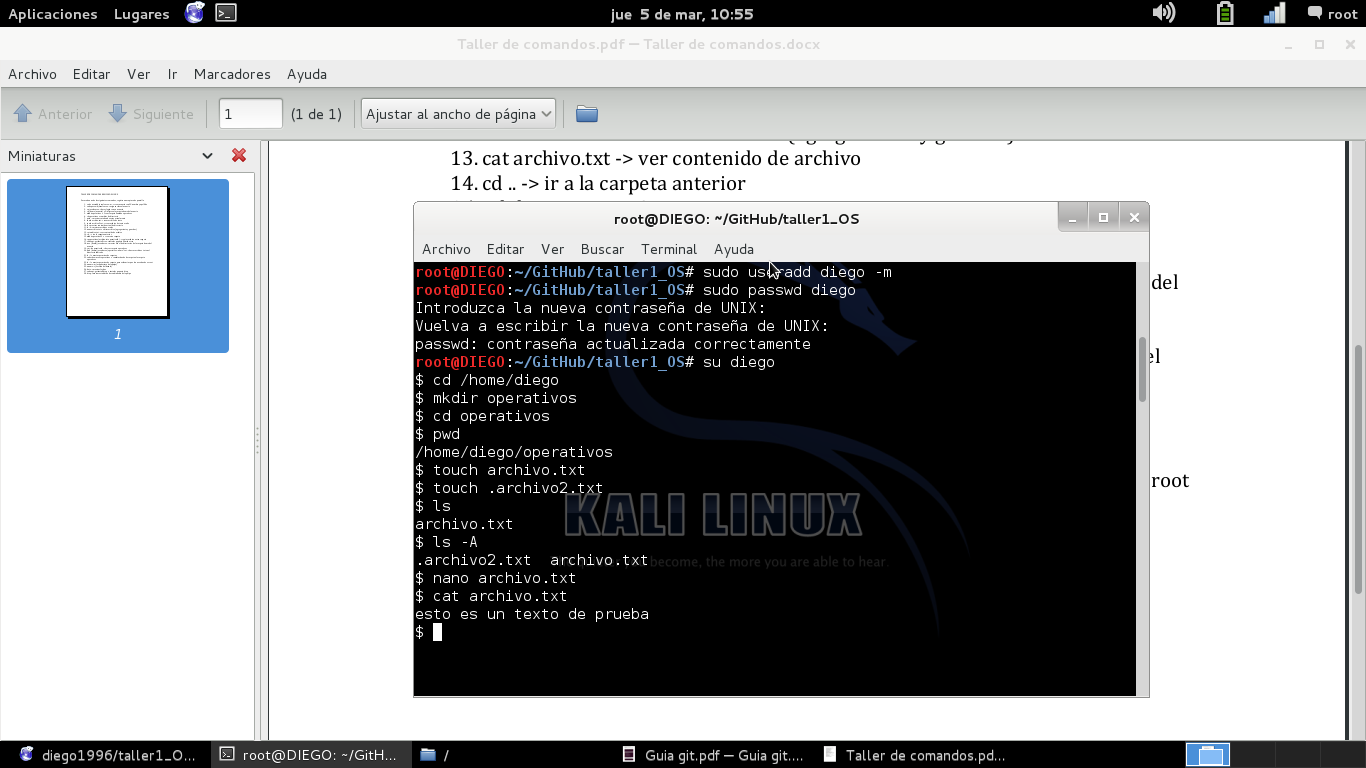 Aplicaciones Lugares jue 5 de mar, 10:55 root
Taller de comandos.pdf — Taller de comandos.docx
Archivo Editar Ver Ir Marcadores Ayuda
Anterior Siguiente 1 (1 de 1) Ajustar al ancho de página
Miniaturas
1
13. cat archivo.txt -> ver contenido de archivo
14. cd .. -> ir a la carpeta anterior
del
el
root
root@DIEGO: ~/GitHub/taller1_OS
Archivo Editar Ver Buscar Terminal Ayuda
root@DIEGO:~/GitHub/taller1_OS# sudo useradd diego -m
root@DIEGO:~/GitHub/taller1_OS# sudo passwd diego
Introduzca la nueva contraseña de UNIX:
Vuelva a escribir la nueva contraseña de UNIX:
passwd: contraseña actualizada correctamente
root@DIEGO:~/GitHub/taller1_OS# su diego
$ cd /home/diego
$ mkdir operativos
$ cd operativos
$ pwd
/home/diego/operativos
$ touch archivo.txt
$ touch .archivo2.txt
$ ls
archivo.txt
$ ls -A
.archivo2.txt archivo.txt
$ nano archivo.txt
$ cat archivo.txt
esto es un texto de prueba
$
KALI LINUX
become, the more you are able to hear.
diego1996/taller1_O... root@DIEGO: ~/GitH... / Guia git.pdf — Guia git.... Taller de comandos.pd...